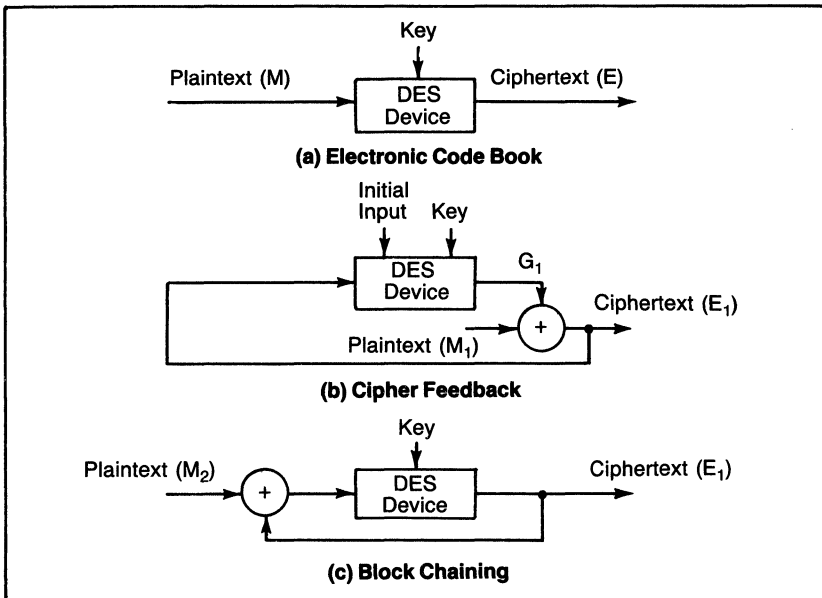 Key
Plaintext (M)
Ciphertext (E)
DES
Device
(a) Electronic Code Book
Initial
Input
Key
DES
Device
G₁
Ciphertext (E₁)
+
Plaintext (M₁)
(b) Cipher Feedback
Key
Plaintext (M₂)
Ciphertext (E₁)
+
DES
Device
(c) Block Chaining